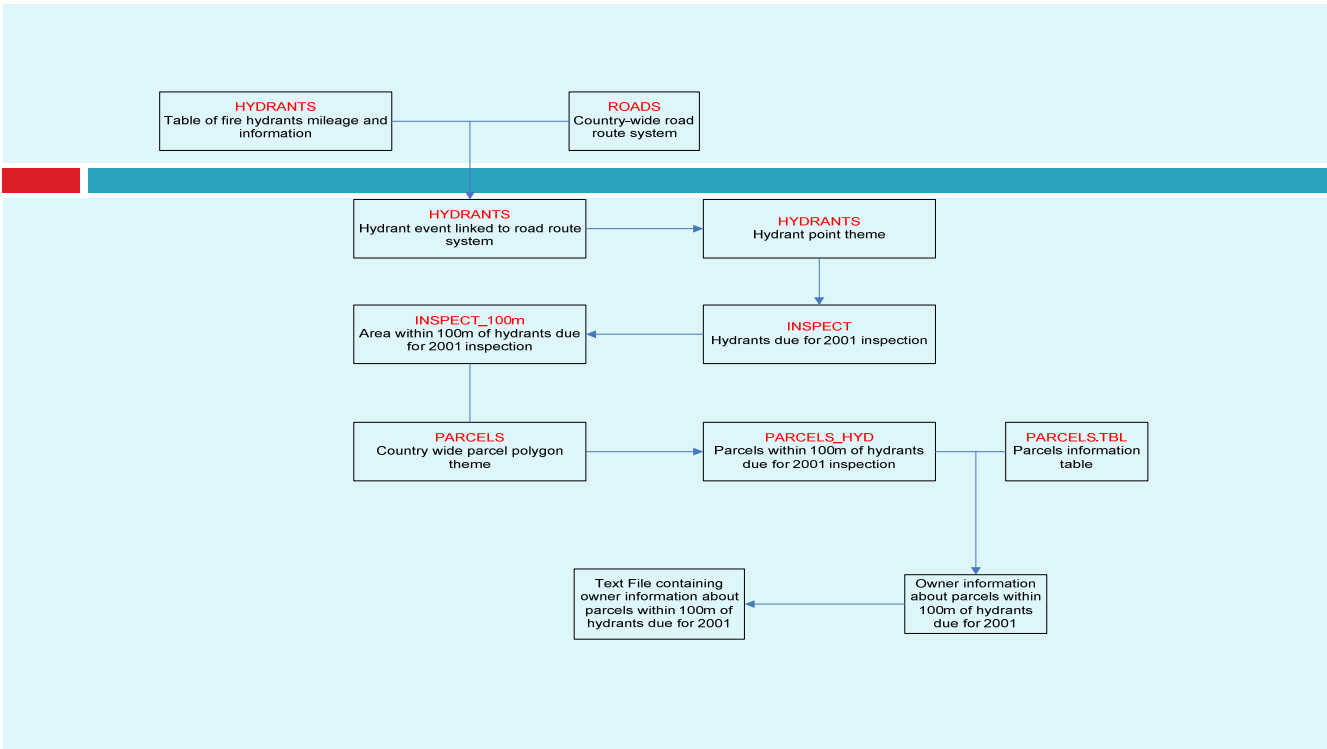 HYDRANTS
Table of fire hydrants mileage and
information
ROADS
Country-wide road
route system
HYDRANTS
Hydrant event linked to road route
system
HYDRANTS
Hydrant point theme
INSPECT_100m
Area within 100m of hydrants due
for 2001 inspection
INSPECT
Hydrants due for 2001 inspection
PARCELS
Country wide parcel polygon
theme
PARCELS_HYD
Parcels within 100m of hydrants
due for 2001 inspection
PARCELS.TBL
Parcels information
table
Text File containing
owner information about
parcels within 100m of
hydrants due for 2001
Owner information
about parcels within
100m of hydrants
due for 2001